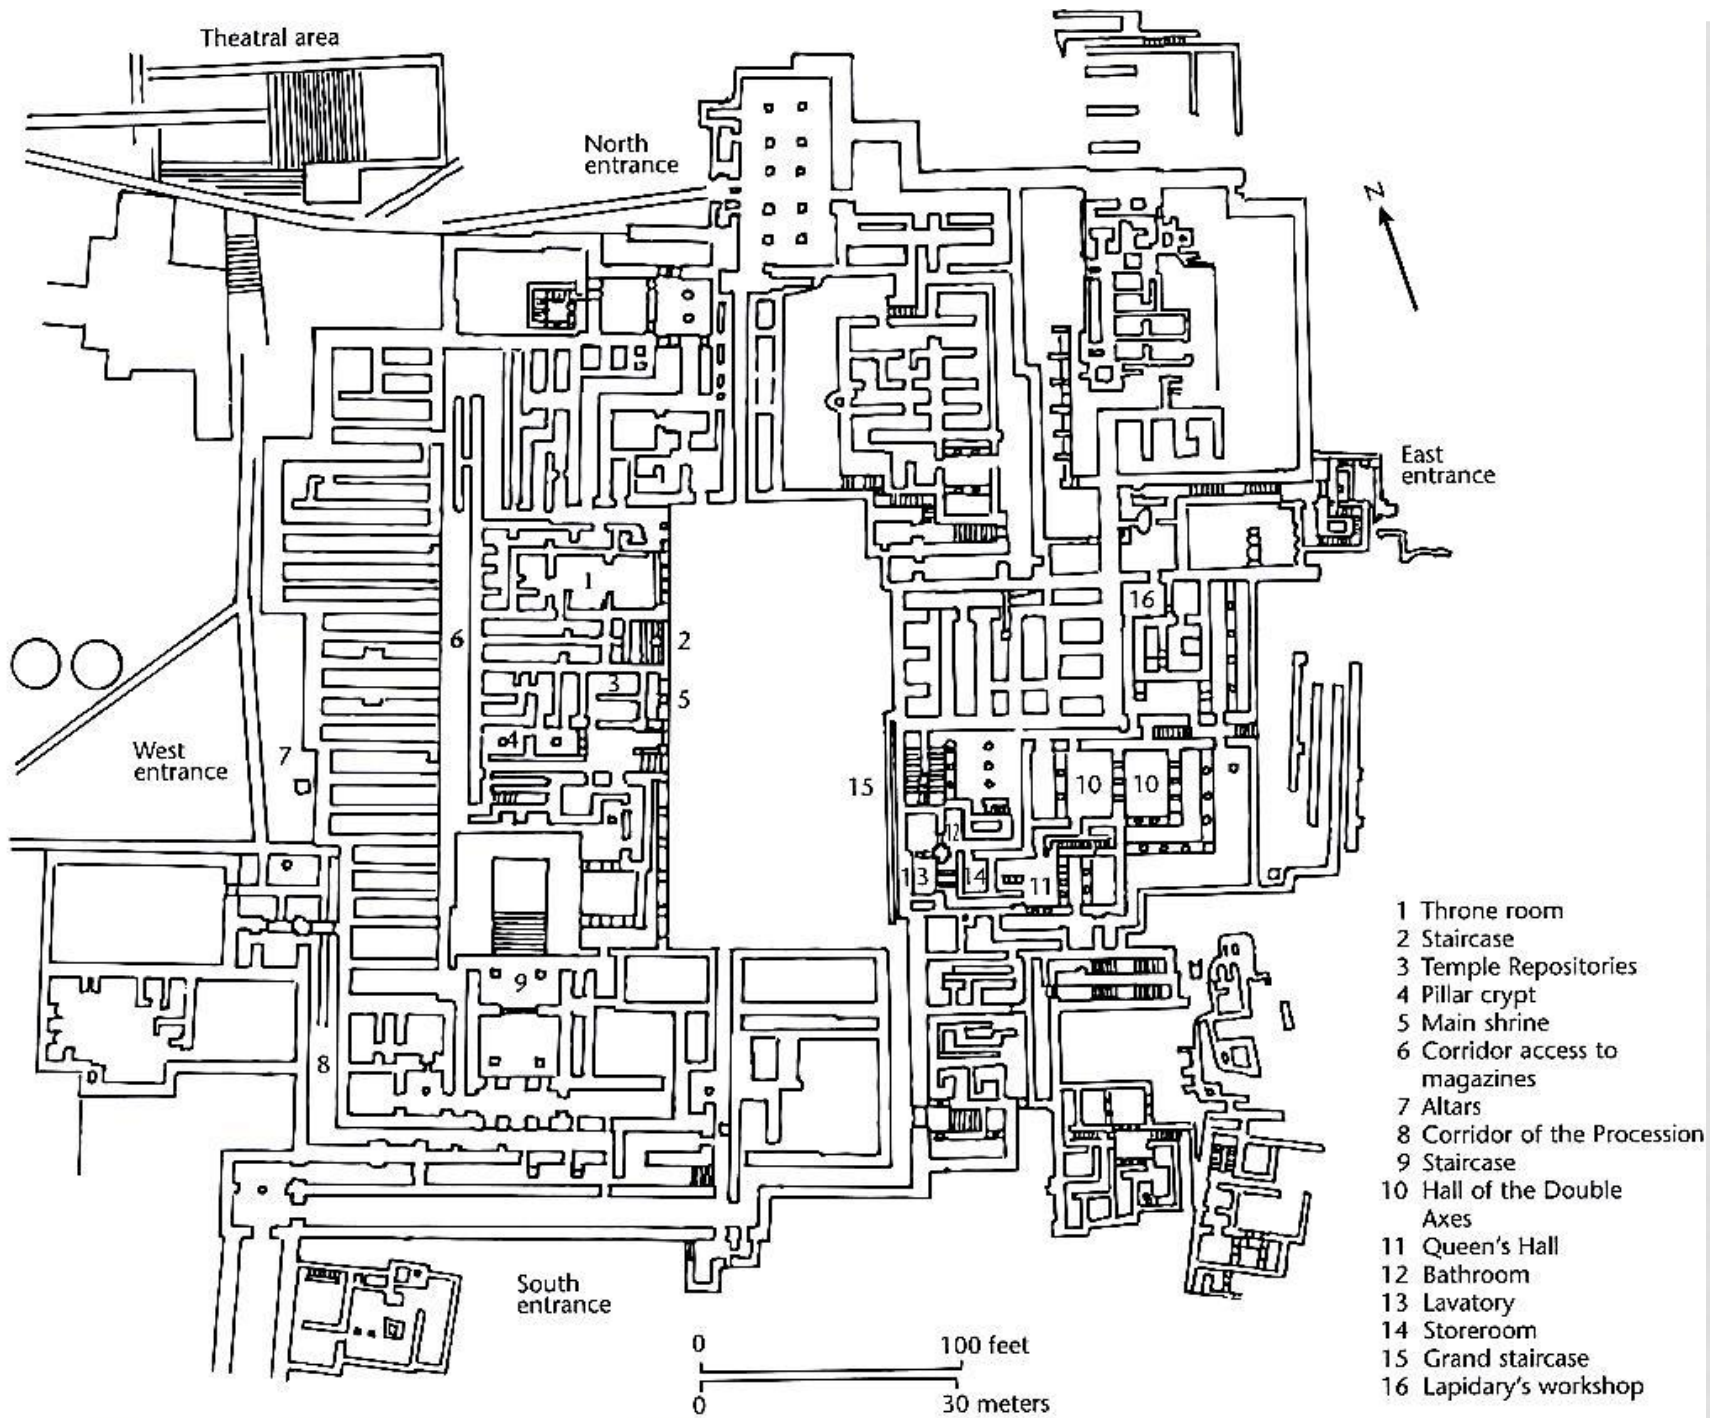 Theatral area
North
entrance
N
East
entrance
1
16
6
2
3
5
4
West
entrance
7
15
10
10
12
13
14
11
9
8
South
entrance
0
100 feet
0
30 meters
1 Throne room
2 Staircase
3 Temple Repositories
4 Pillar crypt
5 Main shrine
6 Corridor access to
magazines
7 Altars
8 Corridor of the Procession
9 Staircase
10 Hall of the Double
Axes
11 Queen's Hall
12 Bathroom
13 Lavatory
14 Storeroom
15 Grand staircase
16 Lapidary's workshop